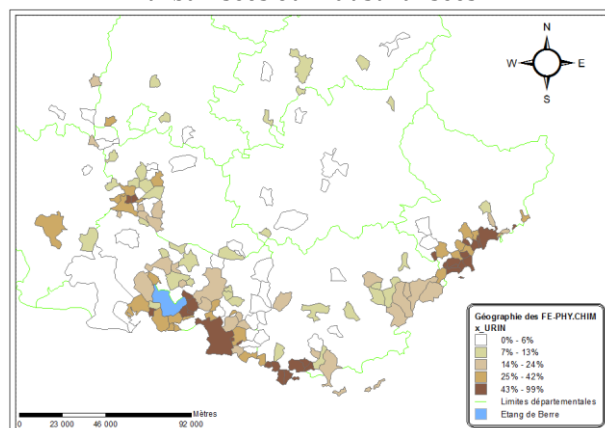 N
W E
S
Géographie des FE-PHY.CHIM
x_URIN
0% - 6%
7% - 13%
14% - 24%
25% - 42%
43% - 99%
Limites départementales
Etang de Berre
Mètres
0 23 000 46 000 92 000